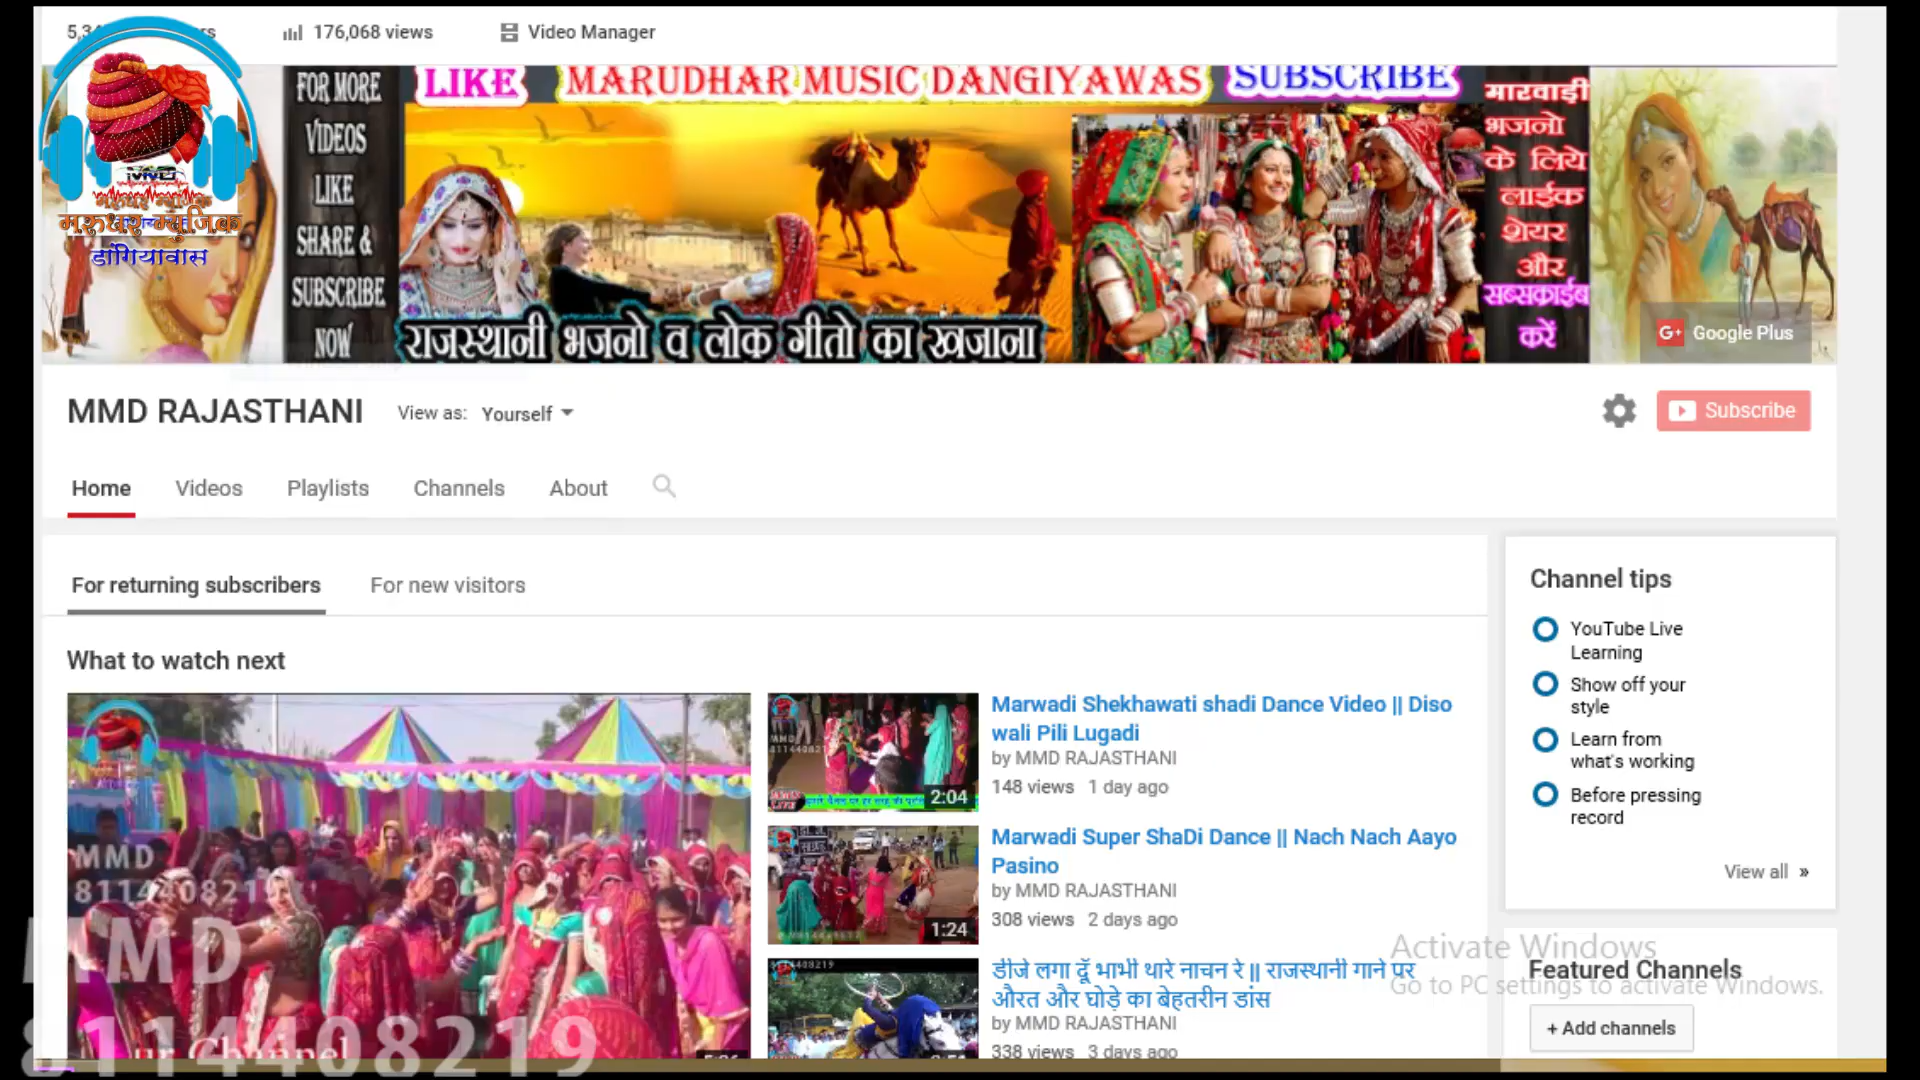 176,068 views
Video Manager
FOR MORE
VIDEOS
LIKE
SHARE &
SUBSCRIBE
NOW
LIKE
MARUDHAR MUSIC DANGIYAWAS
SUBSCRIBE
राजस्थानी भजनो व लोक गीतो का खजाना
मारवाड़ी
भजनो
के लिये
लाईक
शेयर
और
सब्सक्राईब
करें
मरुधर म्युजिक
डांगियावास
G+ Google Plus
MMD RAJASTHANI
View as: Yourself
Subscribe
Home
Videos
Playlists
Channels
About
For returning subscribers
For new visitors
What to watch next
MMD
8114408219
MMD
8114408219
2:04
Marwadi Shekhawati shadi Dance Video || Diso
wali Pili Lugadi
by MMD RAJASTHANI
148 views 1 day ago
1:24
Marwadi Super ShaDi Dance || Nach Nach Aayo
Pasino
by MMD RAJASTHANI
308 views 2 days ago
डीजे लगा दूँ भाभी थारे नाचन रे || राजस्थानी गाने पर
औरत और घोड़े का बेहतरीन डांस
by MMD RAJASTHANI
338 views 3 days ago
Channel tips
YouTube Live
Learning
Show off your
style
Learn from
what's working
Before pressing
record
View all »
Activate Windows
Go to PC settings to activate Windows.
Featured Channels
+ Add channels